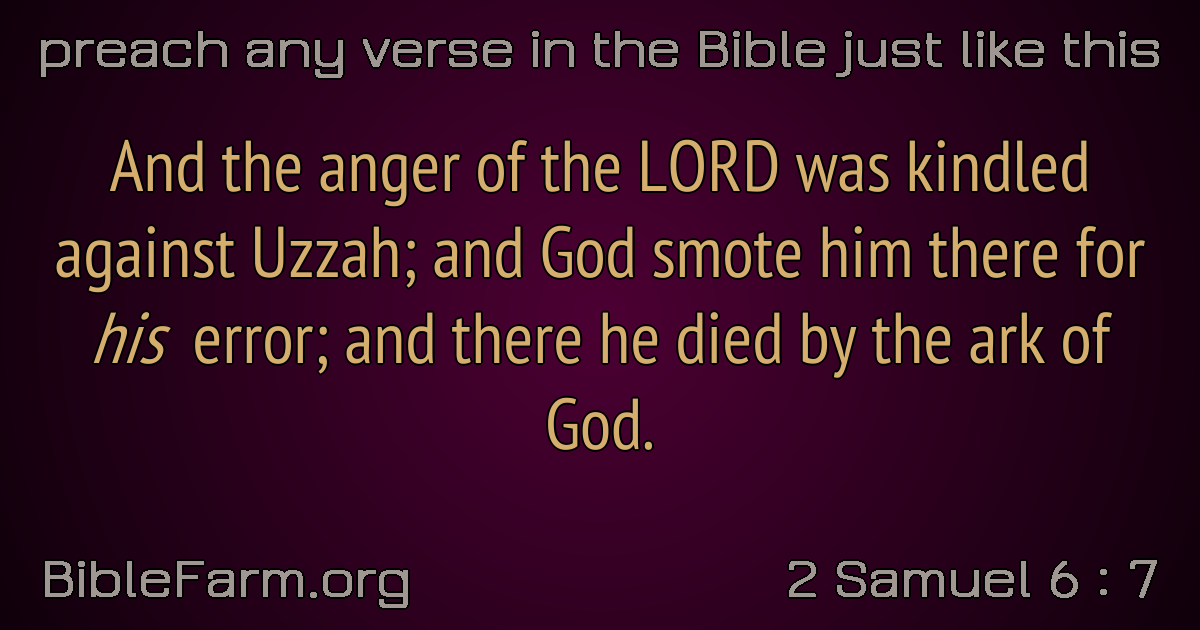 preach any verse in the Bible just like this
And the anger of the LORD was kindled
against Uzzah; and God smote him there for
his error; and there he died by the ark of
God.
BibleFarm.org
2 Samuel 6 : 7